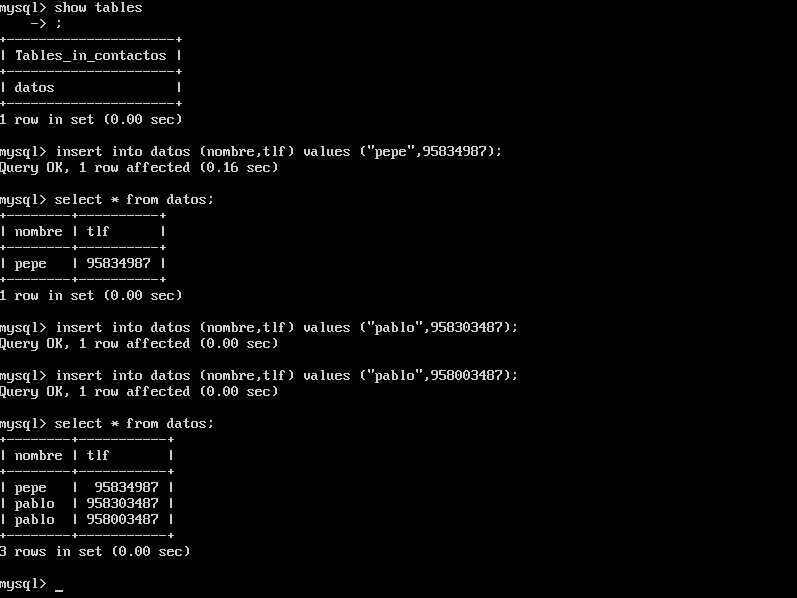 mysql> show tables
    -> ;
+---------------------+
| Tables_in_contactos |
+---------------------+
| datos               |
+---------------------+
1 row in set (0.00 sec)

mysql> insert into datos (nombre,tlf) values ("pepe",95834987);
Query OK, 1 row affected (0.16 sec)

mysql> select * from datos;
+--------+----------+
| nombre | tlf      |
+--------+----------+
| pepe   | 95834987 |
+--------+----------+
1 row in set (0.00 sec)

mysql> insert into datos (nombre,tlf) values ("pablo",958303487);
Query OK, 1 row affected (0.00 sec)

mysql> insert into datos (nombre,tlf) values ("pablo",958003487);
Query OK, 1 row affected (0.00 sec)

mysql> select * from datos;
+--------+-----------+
| nombre | tlf       |
+--------+-----------+
| pepe   |  95834987 |
| pablo  | 958303487 |
| pablo  | 958003487 |
+--------+-----------+
3 rows in set (0.00 sec)

mysql> _